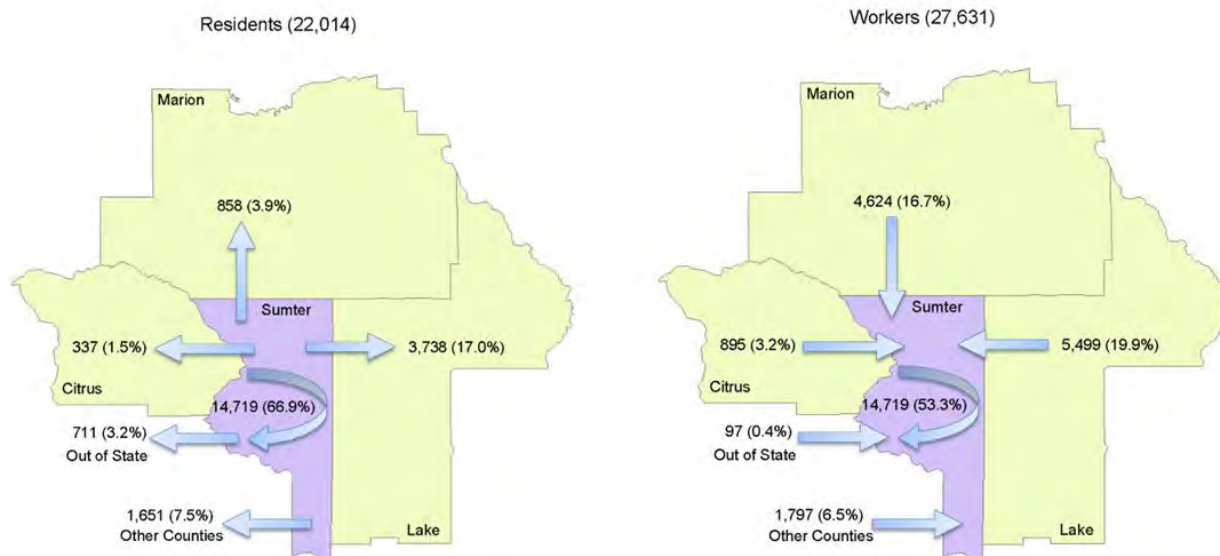 Residents (22,014)
Marion
858 (3.9%)
Sumter
337 (1.5%)
3,738 (17.0%)
Citrus
14,719 (66.9%)
711 (3.2%)
Out of State
1,651 (7.5%)
Other Counties
Lake
Workers (27,631)
Marion
4,624 (16.7%)
Sumter
895 (3.2%)
5,499 (19.9%)
Citrus
14,719 (53.3%)
97 (0.4%)
Out of State
1,797 (6.5%)
Other Counties
Lake